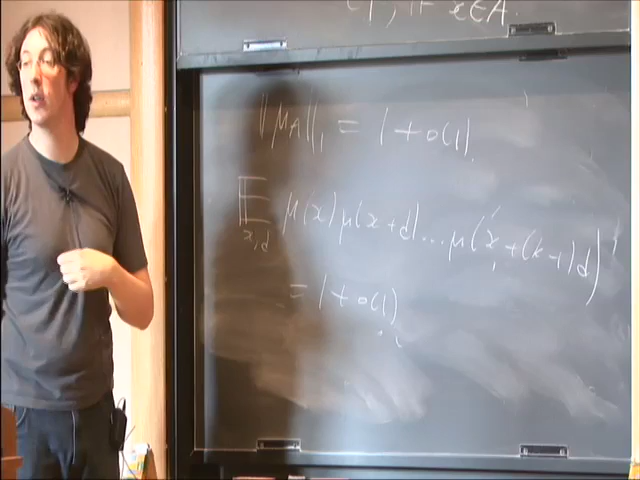 , if x∈A.
‖μ_A‖₁ = 1 + o(1).
𝔼_{x,d} μ(x) μ(x+d) ... μ(x + (k-1)d)
= 1 + o(1)